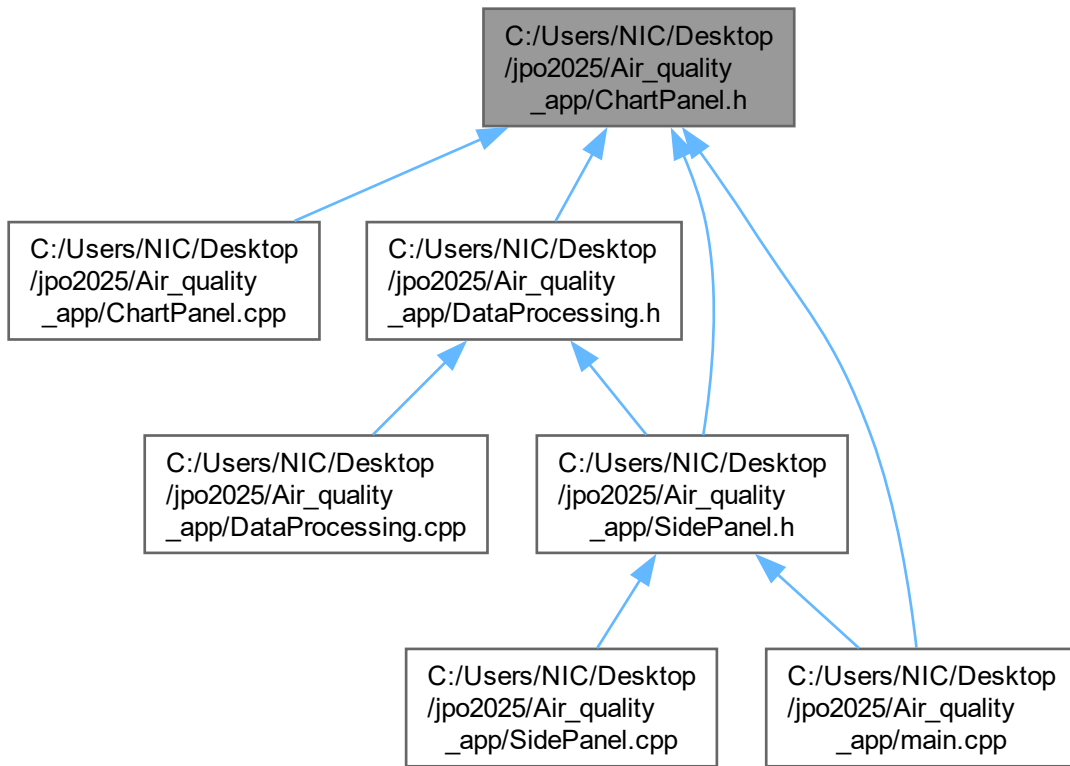 C:/Users/NIC/Desktop
/jpo2025/Air_quality
_app/ChartPanel.h
C:/Users/NIC/Desktop
/jpo2025/Air_quality
_app/ChartPanel.cpp
C:/Users/NIC/Desktop
/jpo2025/Air_quality
_app/DataProcessing.h
C:/Users/NIC/Desktop
/jpo2025/Air_quality
_app/DataProcessing.cpp
C:/Users/NIC/Desktop
/jpo2025/Air_quality
_app/SidePanel.h
C:/Users/NIC/Desktop
/jpo2025/Air_quality
_app/SidePanel.cpp
C:/Users/NIC/Desktop
/jpo2025/Air_quality
_app/main.cpp